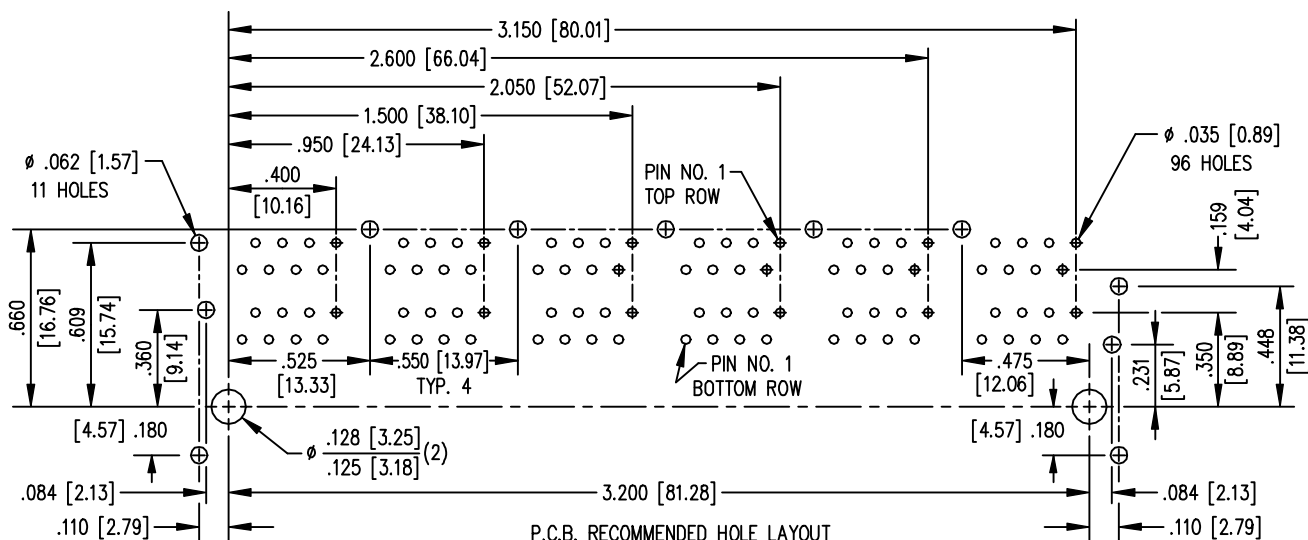 3.150 [80.01]
2.600 [66.04]
2.050 [52.07]
1.500 [38.10]
.950 [24.13]
ø .062 [1.57]
11 HOLES
.400
[10.16]
PIN NO. 1
TOP ROW
ø .035 [0.89]
96 HOLES
.159
[4.04]
.660
[16.76]
.609
[15.74]
.360
[9.14]
.525
[13.33]
.550 [13.97]
TYP. 4
PIN NO. 1
BOTTOM ROW
.475
[12.06]
.231
[5.87]
.350
[8.89]
.448
[11.38]
[4.57] .180
ø .128 [3.25]
.125 [3.18] (2)
[4.57] .180
.084 [2.13]
3.200 [81.28]
.084 [2.13]
.110 [2.79]
P.C.B. RECOMMENDED HOLE LAYOUT
.110 [2.79]